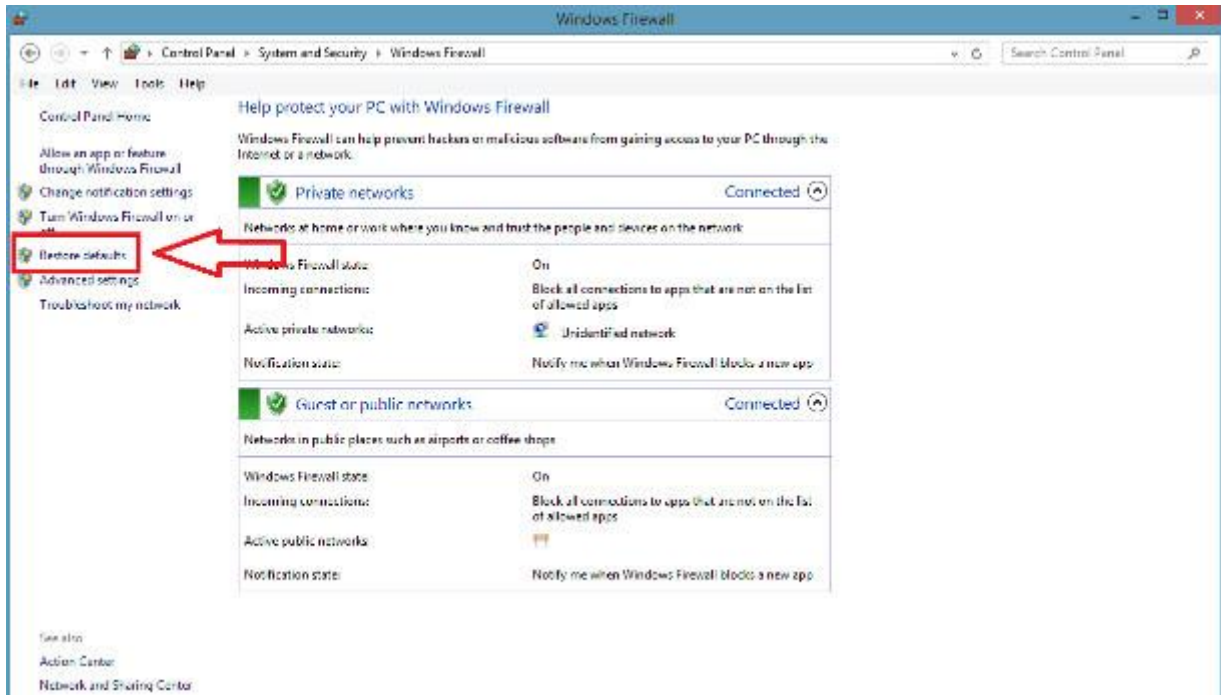 Windows Firewall
Control Panel › System and Security › Windows Firewall
Search Control Panel
File Edit View Tools Help
Control Panel Home
Allow an app or feature
through Windows Firewall
Change notification settings
Turn Windows Firewall on or
off
Restore defaults
Advanced settings
Troubleshoot my network
See also
Action Center
Network and Sharing Center
Help protect your PC with Windows Firewall
Windows Firewall can help prevent hackers or malicious software from gaining access to your PC through the
Internet or a network.
Private networks Connected
Networks at home or work where you know and trust the people and devices on the network
Windows Firewall state: On
Incoming connections: Block all connections to apps that are not on the list
of allowed apps
Active private networks: Unidentified network
Notification state: Notify me when Windows Firewall blocks a new app
Guest or public networks Connected
Networks in public places such as airports or coffee shops
Windows Firewall state: On
Incoming connections: Block all connections to apps that are not on the list
of allowed apps
Active public networks:
Notification state: Notify me when Windows Firewall blocks a new app